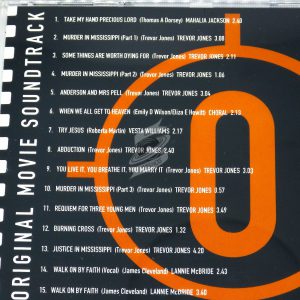 ORIGINAL MOVIE SOUNDTRACK
1. TAKE MY HAND PRECIOUS LORD (Thomas A Dorsey) MAHALIA JACKSON 2.40
2. MURDER IN MISSISSIPPI (Part 1) (Trevor Jones) TREVOR JONES 3.08
3. SOME THINGS ARE WORTH DYING FOR (Trevor Jones) TREVOR JONES 2.11
4. MURDER IN MISSISSIPPI (Part 2) (Trevor Jones) TREVOR JONES 1.06
5. ANDERSON AND MRS PELL (Trevor Jones) TREVOR JONES 3.04
6. WHEN WE ALL GET TO HEAVEN (Emily D Wilson/Eliza E Hewitt) CHORAL 2.13
7. TRY JESUS (Roberta Martin) VESTA WILLIAMS 2.17
8. ABDUCTION (Trevor Jones) TREVOR JONES 2.40
9. YOU LIVE IT, YOU BREATHE IT, YOU MARRY IT (Trevor Jones) TREVOR JONES 3.03
10. MURDER IN MISSISSIPPI (Part 3) (Trevor Jones) TREVOR JONES 0.57
11. REQUIEM FOR THREE YOUNG MEN (Trevor Jones) TREVOR JONES 3.49
12. BURNING CROSS (Trevor Jones) TREVOR JONES 1.32
13. JUSTICE IN MISSISSIPPI (Trevor Jones) TREVOR JONES 4.20
14. WALK ON BY FAITH (Vocal) (James Cleveland) LANNIE McBRIDE 2.43
15. WALK ON BY FAITH (James Cleveland) LANNIE McBRIDE 3.40